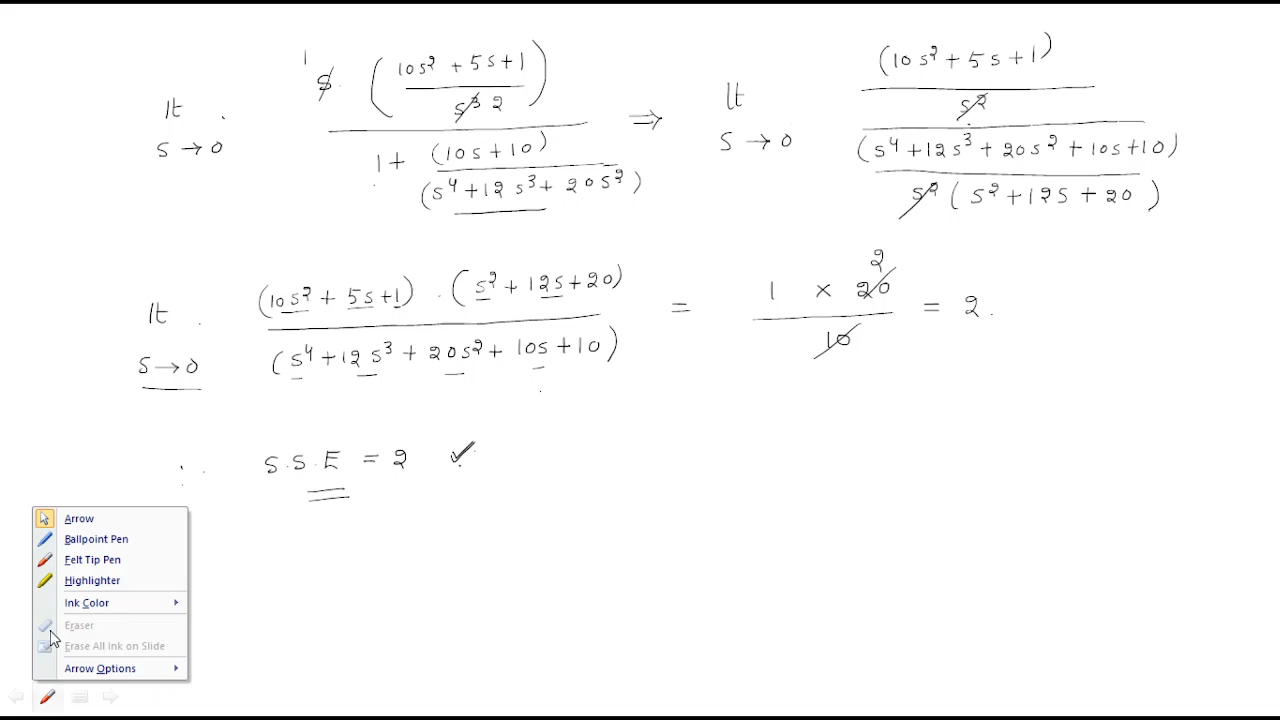 lt s→0 1 s . ( (10s² + 5s + 1) / s³ 2 ) / ( 1 + (10s + 10) / (s⁴ + 12s³ + 20s²) ) ⇒ lt s→0 ( (10s² + 5s + 1) / s² ) / ( (s⁴ + 12s³ + 20s² + 10s + 10) / s² (s² + 12s + 20) )
lt s→0 (10s² + 5s + 1) . (s² + 12s + 20) / (s⁴ + 12s³ + 20s² + 10s + 10) = 1 × 20 2 / 10 = 2.
∴ S.S.E = 2 ✓
Arrow
Ballpoint Pen
Felt Tip Pen
Highlighter
Ink Color
Eraser
Erase All Ink on Slide
Arrow Options